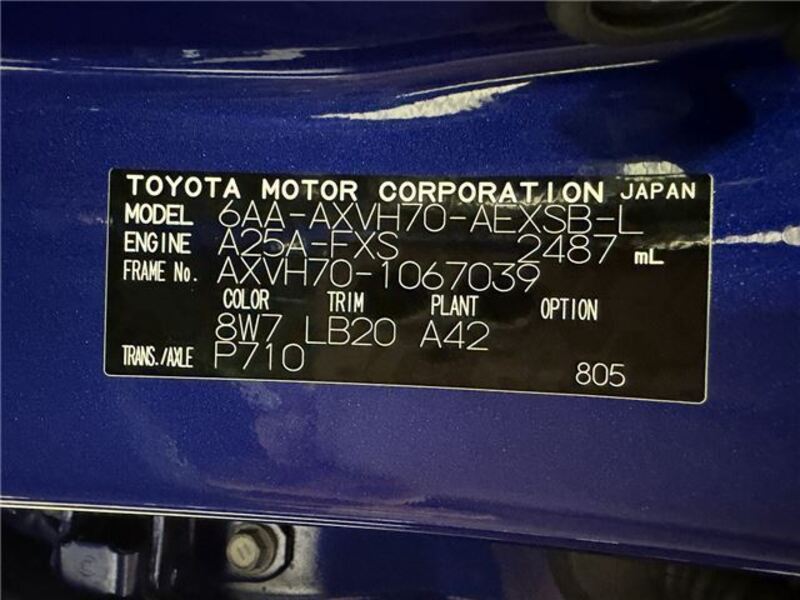 TOYOTA MOTOR CORPORATION JAPAN
MODEL 6AA-AXVH70-AEXSB-L
ENGINE A25A-FXS 2487 mL
FRAME No. AXVH70-1067039
COLOR TRIM PLANT OPTION
8W7 LB20 A42
TRANS./AXLE P710
805